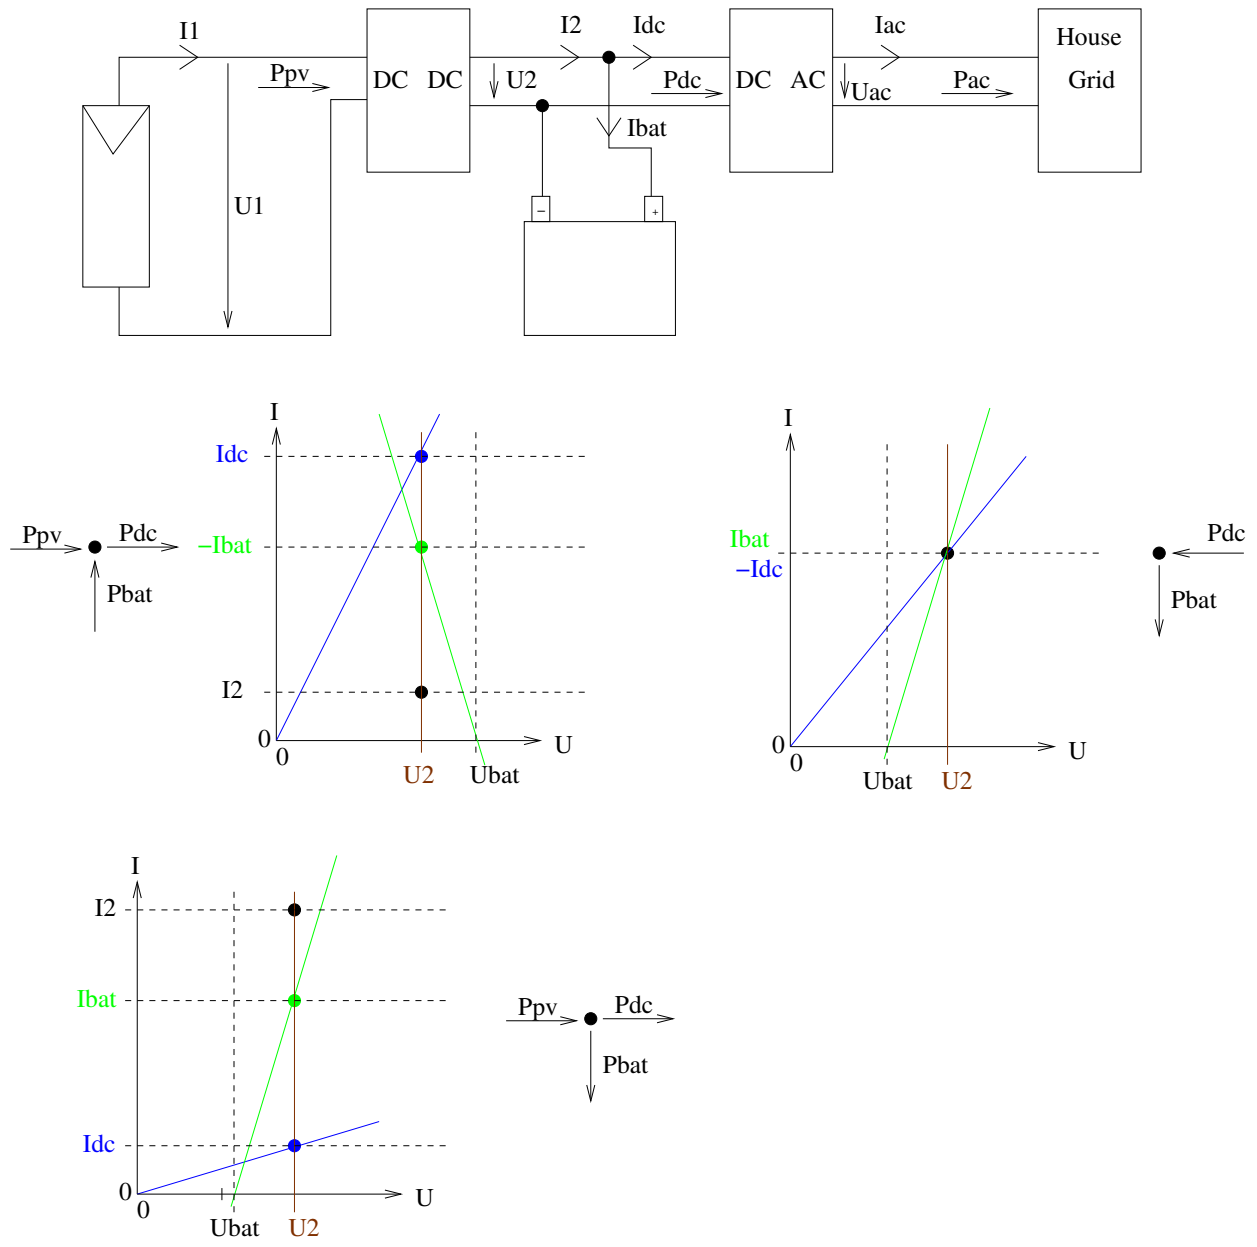 I1
I2
Idc
Iac
House
Grid
Ppv
DC DC
U2
Pdc
DC AC
Uac
Pac
Ibat
U1
−
+
I
Idc
−Ibat
I2
0
0
U
U2
Ubat
Ppv
Pdc
Pbat
I
Ibat
−Idc
0
0
U
Ubat
U2
Pdc
Pbat
I
I2
Ibat
Idc
0
0
U
Ubat
U2
Ppv
Pdc
Pbat